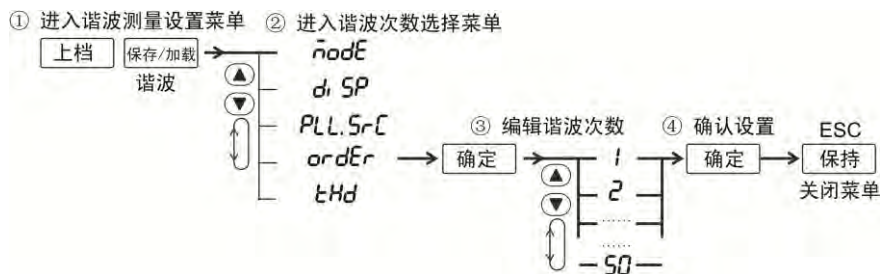 ① 进入谐波测量设置菜单 ② 进入谐波次数选择菜单
上档 保存/加载 modE
谐波
di SP
PLL.SrC
③ 编辑谐波次数 ④ 确认设置 ESC
ordEr 确定 1 确定 保持
关闭菜单
tHd
2
......
......
50